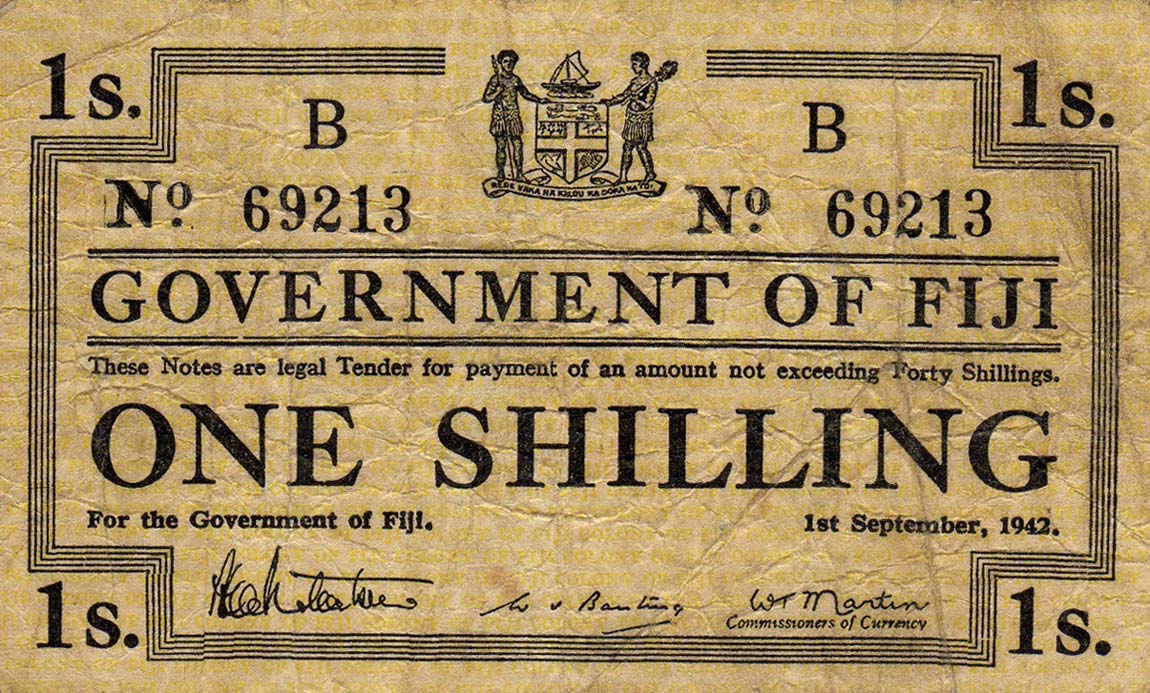 1s. 1s.
B B
REREVAKA NA KALOU KA DOKA NA TUI
Nº 69213 Nº 69213
GOVERNMENT OF FIJI
These Notes are legal Tender for payment of an amount not exceeding Forty Shillings.
ONE SHILLING
For the Government of Fiji. 1st September, 1942.
W v Banting WT Martin
Commissioners of Currency
1s. 1s.